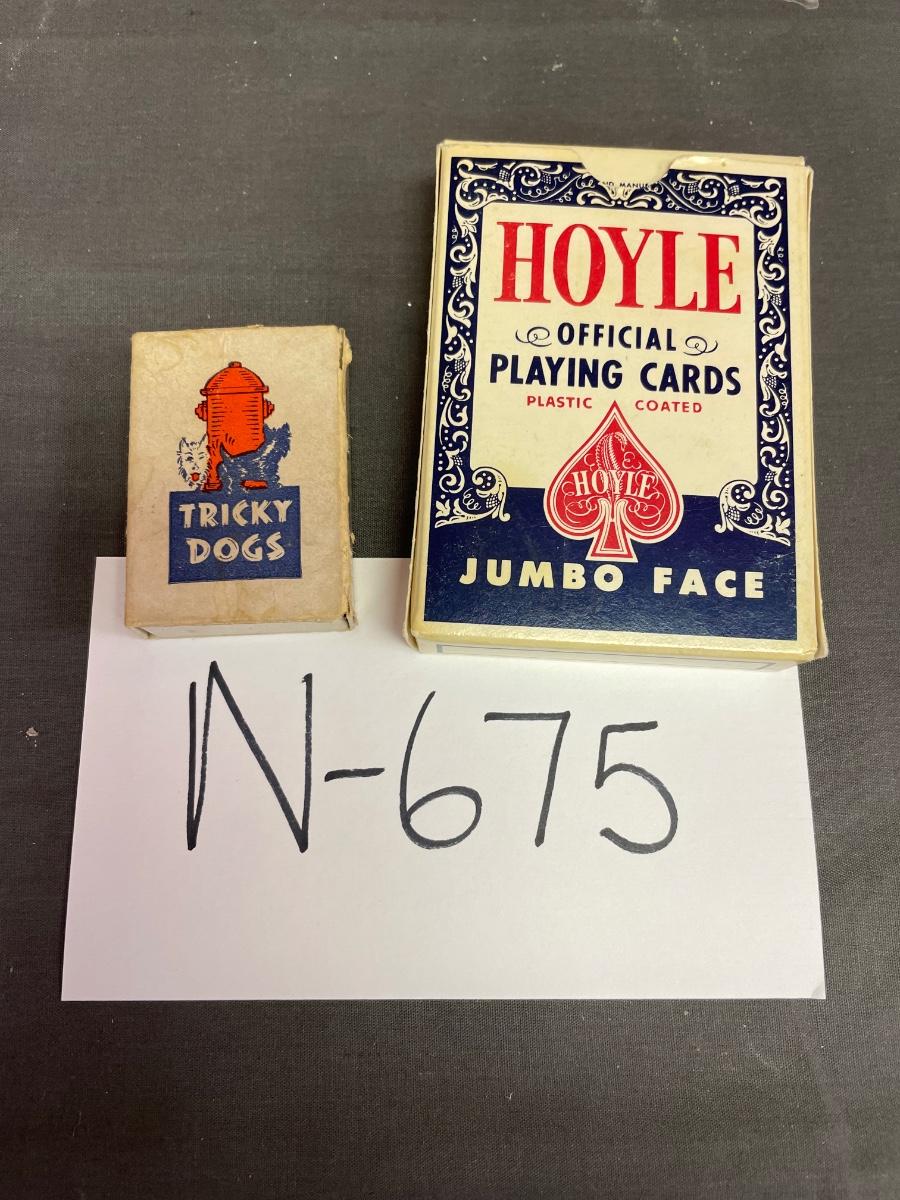 TRICKY
DOGS
HOYLE
OFFICIAL
PLAYING CARDS
PLASTIC COATED
HOYLE
JUMBO FACE
N-675